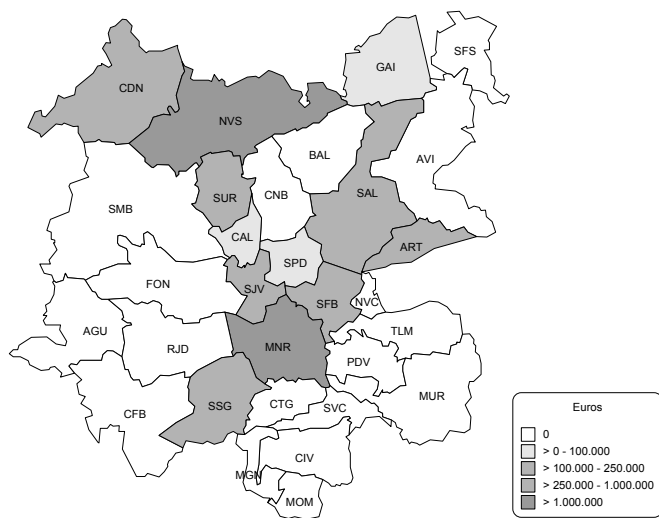 SFS
GAI
CDN
NVS
BAL
AVI
SUR
CNB
SAL
SMB
CAL
ART
SPD
FON
SJV
SFB
NVC
AGU
TLM
RJD
MNR
PDV
MUR
SSG
CTG
SVC
CFB
CIV
MGN
MOM
Euros
0
> 0 - 100.000
> 100.000 - 250.000
> 250.000 - 1.000.000
> 1.000.000